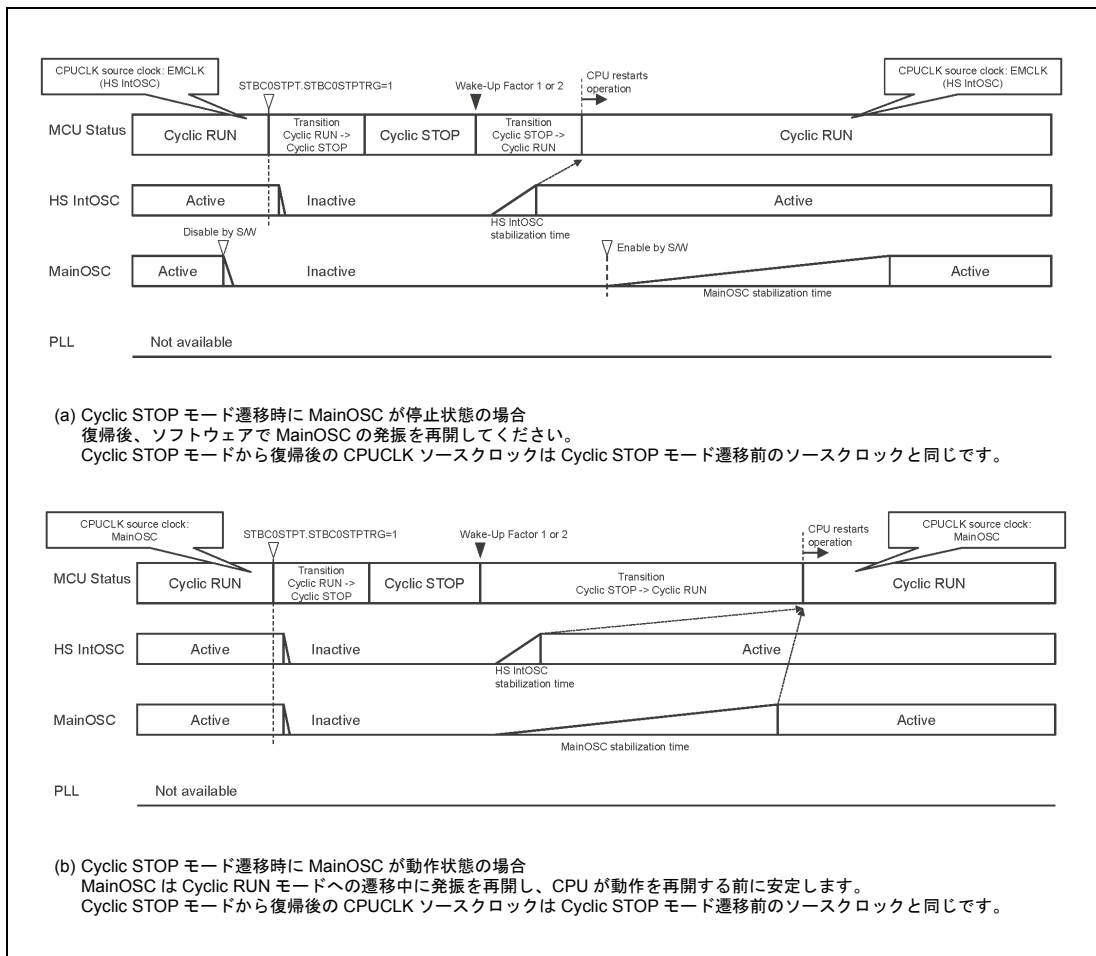 CPUCLK source clock: EMCLK
(HS IntOSC)
STBC0STPT.STBC0STPTRG=1
Wake-Up Factor 1 or 2
CPU restarts
operation
CPUCLK source clock: EMCLK
(HS IntOSC)
MCU Status
Cyclic RUN
Transition
Cyclic RUN ->
Cyclic STOP
Cyclic STOP
Transition
Cyclic STOP ->
Cyclic RUN
Cyclic RUN
HS IntOSC
Active
Inactive
HS IntOSC
stabilization time
Active
Disable by S/W
Enable by S/W
MainOSC
Active
Inactive
MainOSC stabilization time
Active
PLL
Not available
(a) Cyclic STOP モード遷移時に MainOSC が停止状態の場合
復帰後、ソフトウェアで MainOSC の発振を再開してください。
Cyclic STOP モードから復帰後の CPUCLK ソースクロックは Cyclic STOP モード遷移前のソースクロックと同じです。
CPUCLK source clock:
MainOSC
STBC0STPT.STBC0STPTRG=1
Wake-Up Factor 1 or 2
CPU restarts
operation
CPUCLK source clock:
MainOSC
MCU Status
Cyclic RUN
Transition
Cyclic RUN ->
Cyclic STOP
Cyclic STOP
Transition
Cyclic STOP -> Cyclic RUN
Cyclic RUN
HS IntOSC
Active
Inactive
HS IntOSC
stabilization time
Active
MainOSC
Active
Inactive
MainOSC stabilization time
Active
PLL
Not available
(b) Cyclic STOP モード遷移時に MainOSC が動作状態の場合
MainOSC は Cyclic RUN モードへの遷移中に発振を再開し、CPU が動作を再開する前に安定します。
Cyclic STOP モードから復帰後の CPUCLK ソースクロックは Cyclic STOP モード遷移前のソースクロックと同じです。